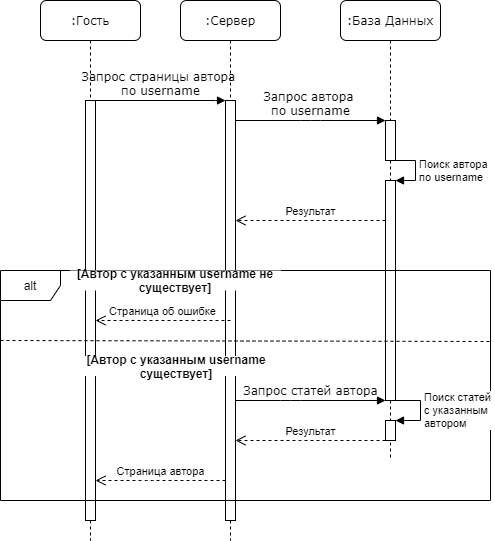 :Гость
:Сервер
:База Данных
Запрос страницы автора
по username
Запрос автора
по username
Поиск автора
по username
Результат
alt
[Автор с указанным username не
существует]
Страница об ошибке
[Автор с указанным username
существует]
Запрос статей автора
Поиск статей
с указанным
автором
Результат
Страница автора